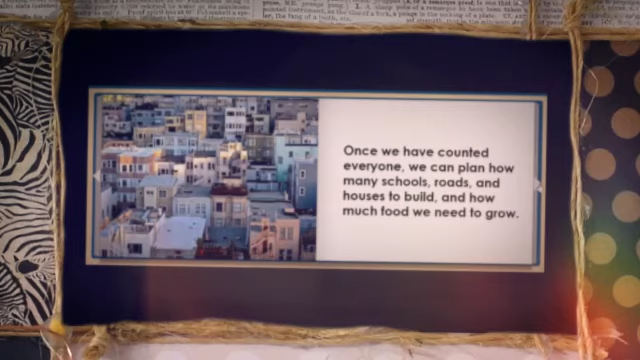 Once we have counted
everyone, we can plan how
many schools, roads, and
houses to build, and how
much food we need to grow.